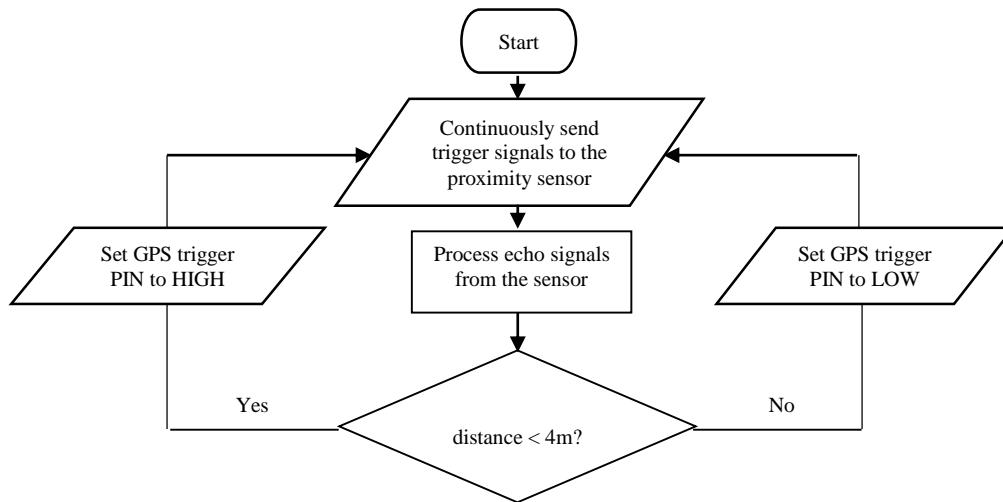 Start
Continuously send
trigger signals to the
proximity sensor
Set GPS trigger
PIN to HIGH
Process echo signals
from the sensor
Set GPS trigger
PIN to LOW
Yes
No
distance < 4m?